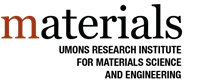 materials
UMONS RESEARCH INSTITUTE
FOR MATERIALS SCIENCE
AND ENGINEERING